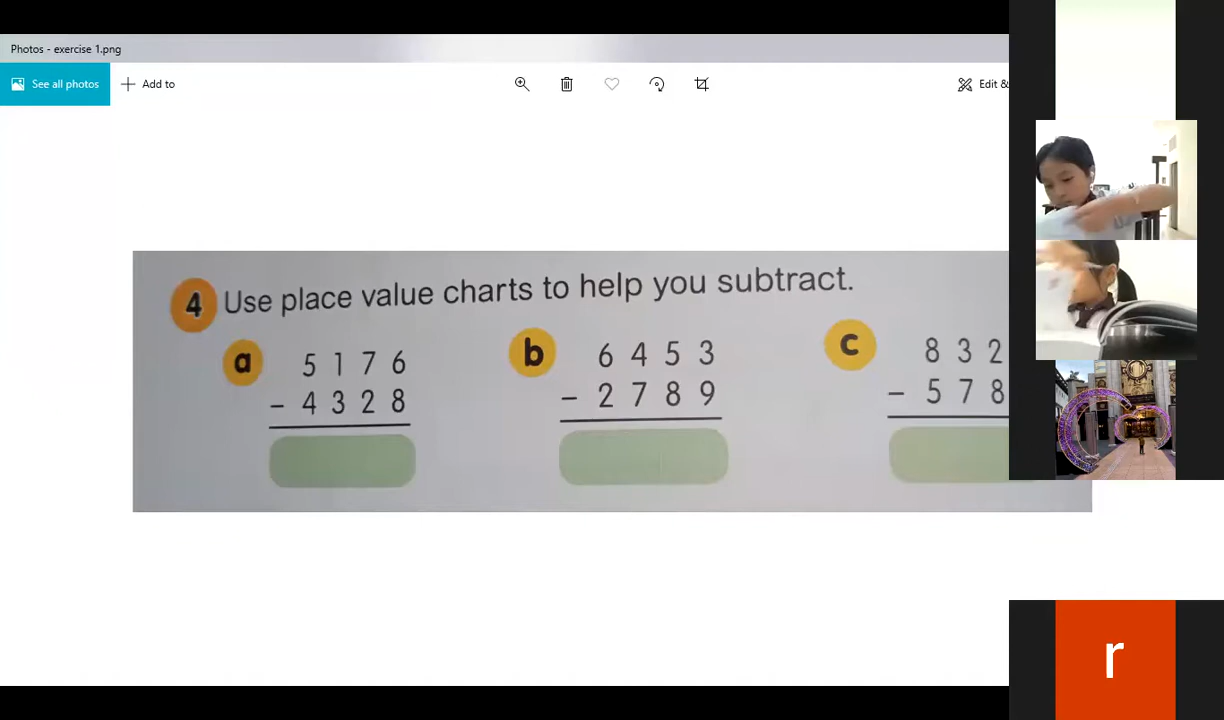 Photos - exercise 1.png
See all photos
Add to
Edit &
4 Use place value charts to help you subtract.
a 5 1 7 6
- 4 3 2 8
b 6 4 5 3
- 2 7 8 9
c 8 3 2
- 5 7 8
r